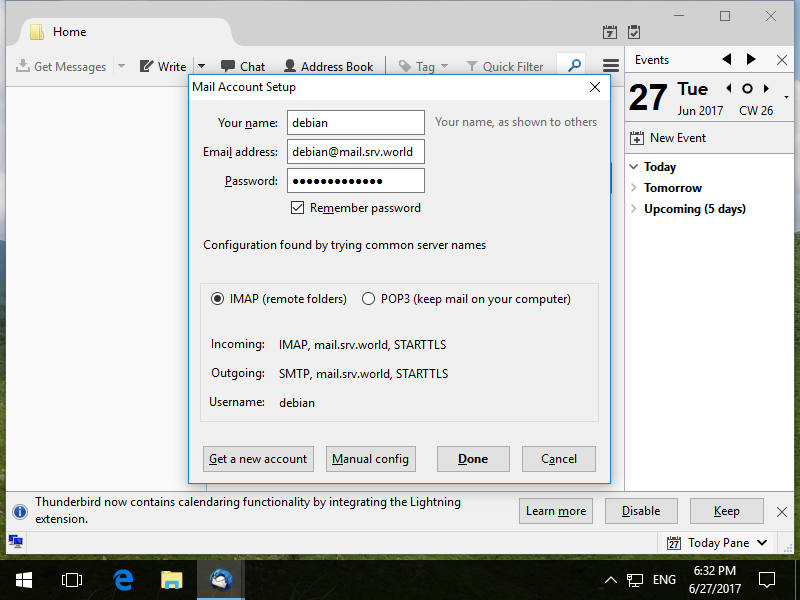 Home
Get Messages
Write
Chat
Address Book
Tag
Quick Filter
Mail Account Setup
Your name:
debian
Your name, as shown to others
Email address:
debian@mail.srv.world
Password:
•••••••••••••
Remember password
Configuration found by trying common server names
IMAP (remote folders)
POP3 (keep mail on your computer)
Incoming:
IMAP, mail.srv.world, STARTTLS
Outgoing:
SMTP, mail.srv.world, STARTTLS
Username:
debian
Get a new account
Manual config
Done
Cancel
Events
27
Tue
Jun 2017
CW 26
New Event
Today
Tomorrow
Upcoming (5 days)
Thunderbird now contains calendaring functionality by integrating the Lightning
extension.
Learn more
Disable
Keep
27
Today Pane
ENG
6:32 PM
6/27/2017